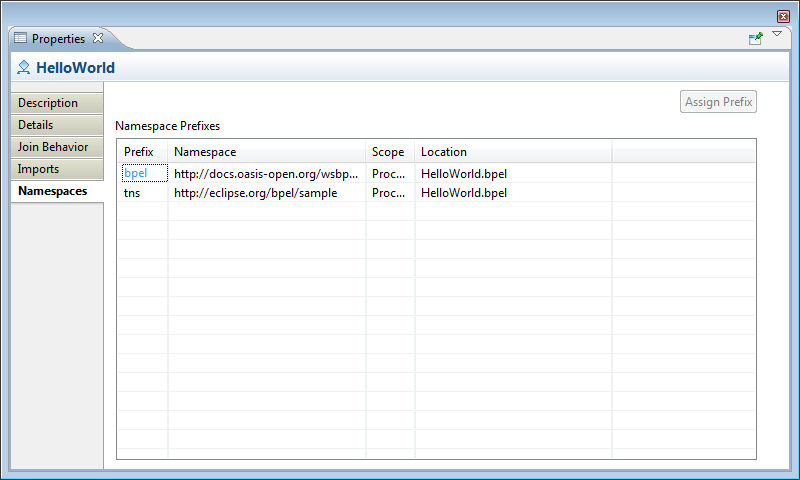 Properties
HelloWorld
Description
Details
Join Behavior
Imports
Namespaces
Assign Prefix
Namespace Prefixes
Prefix Namespace Scope Location
bpel http://docs.oasis-open.org/wsbp... Proc... HelloWorld.bpel
tns http://eclipse.org/bpel/sample Proc... HelloWorld.bpel